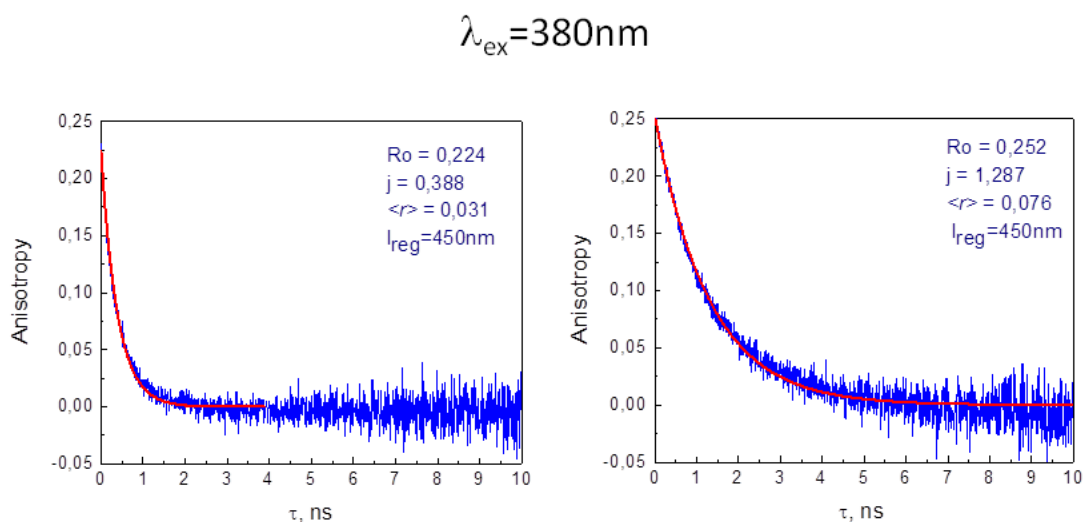 λex=380nm
0,25
0,20
0,15
0,10
0,05
0,00
-0,05
Anisotropy
Ro = 0,224
j = 0,388
<r> = 0,031
l reg=450nm
0 1 2 3 4 5 6 7 8 9 10
τ, ns
0,25
0,20
0,15
0,10
0,05
0,00
-0,05
Anisotropy
Ro = 0,252
j = 1,287
<r> = 0,076
l reg=450nm
0 1 2 3 4 5 6 7 8 9 10
τ, ns